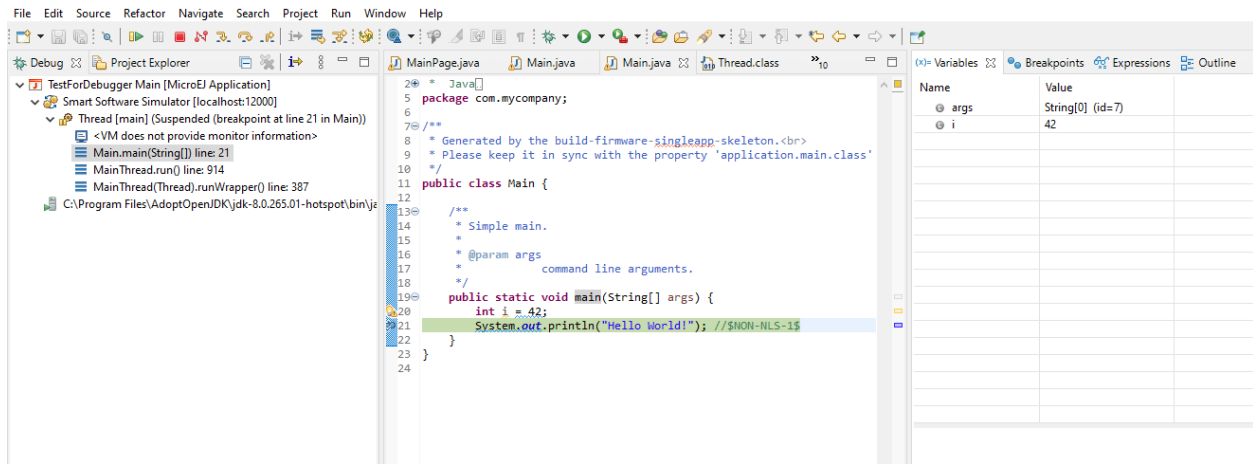 File Edit Source Refactor Navigate Search Project Run Window Help
Debug Project Explorer
TestForDebugger Main [MicroEJ Application]
Smart Software Simulator [localhost:12000]
Thread [main] (Suspended (breakpoint at line 21 in Main))
<VM does not provide monitor information>
Main.main(String[]) line: 21
MainThread.run() line: 914
MainThread(Thread).runWrapper() line: 387
C:\Program Files\AdoptOpenJDK\jdk-8.0.265.01-hotspot\bin\ja
MainPage.java Main.java Main.java Thread.class »10
2 * Java
5 package com.mycompany;
6
7 /**
8 * Generated by the build-firmware-singleapp-skeleton.<br>
9 * Please keep it in sync with the property 'application.main.class'
10 */
11 public class Main {
12
13 /**
14 * Simple main.
15 *
16 * @param args
17 * command line arguments.
18 */
19 public static void main(String[] args) {
20 int i = 42;
21 System.out.println("Hello World!"); //$NON-NLS-1$
22 }
23 }
24
(x)= Variables Breakpoints Expressions Outline
Name Value
args String[0] (id=7)
i 42